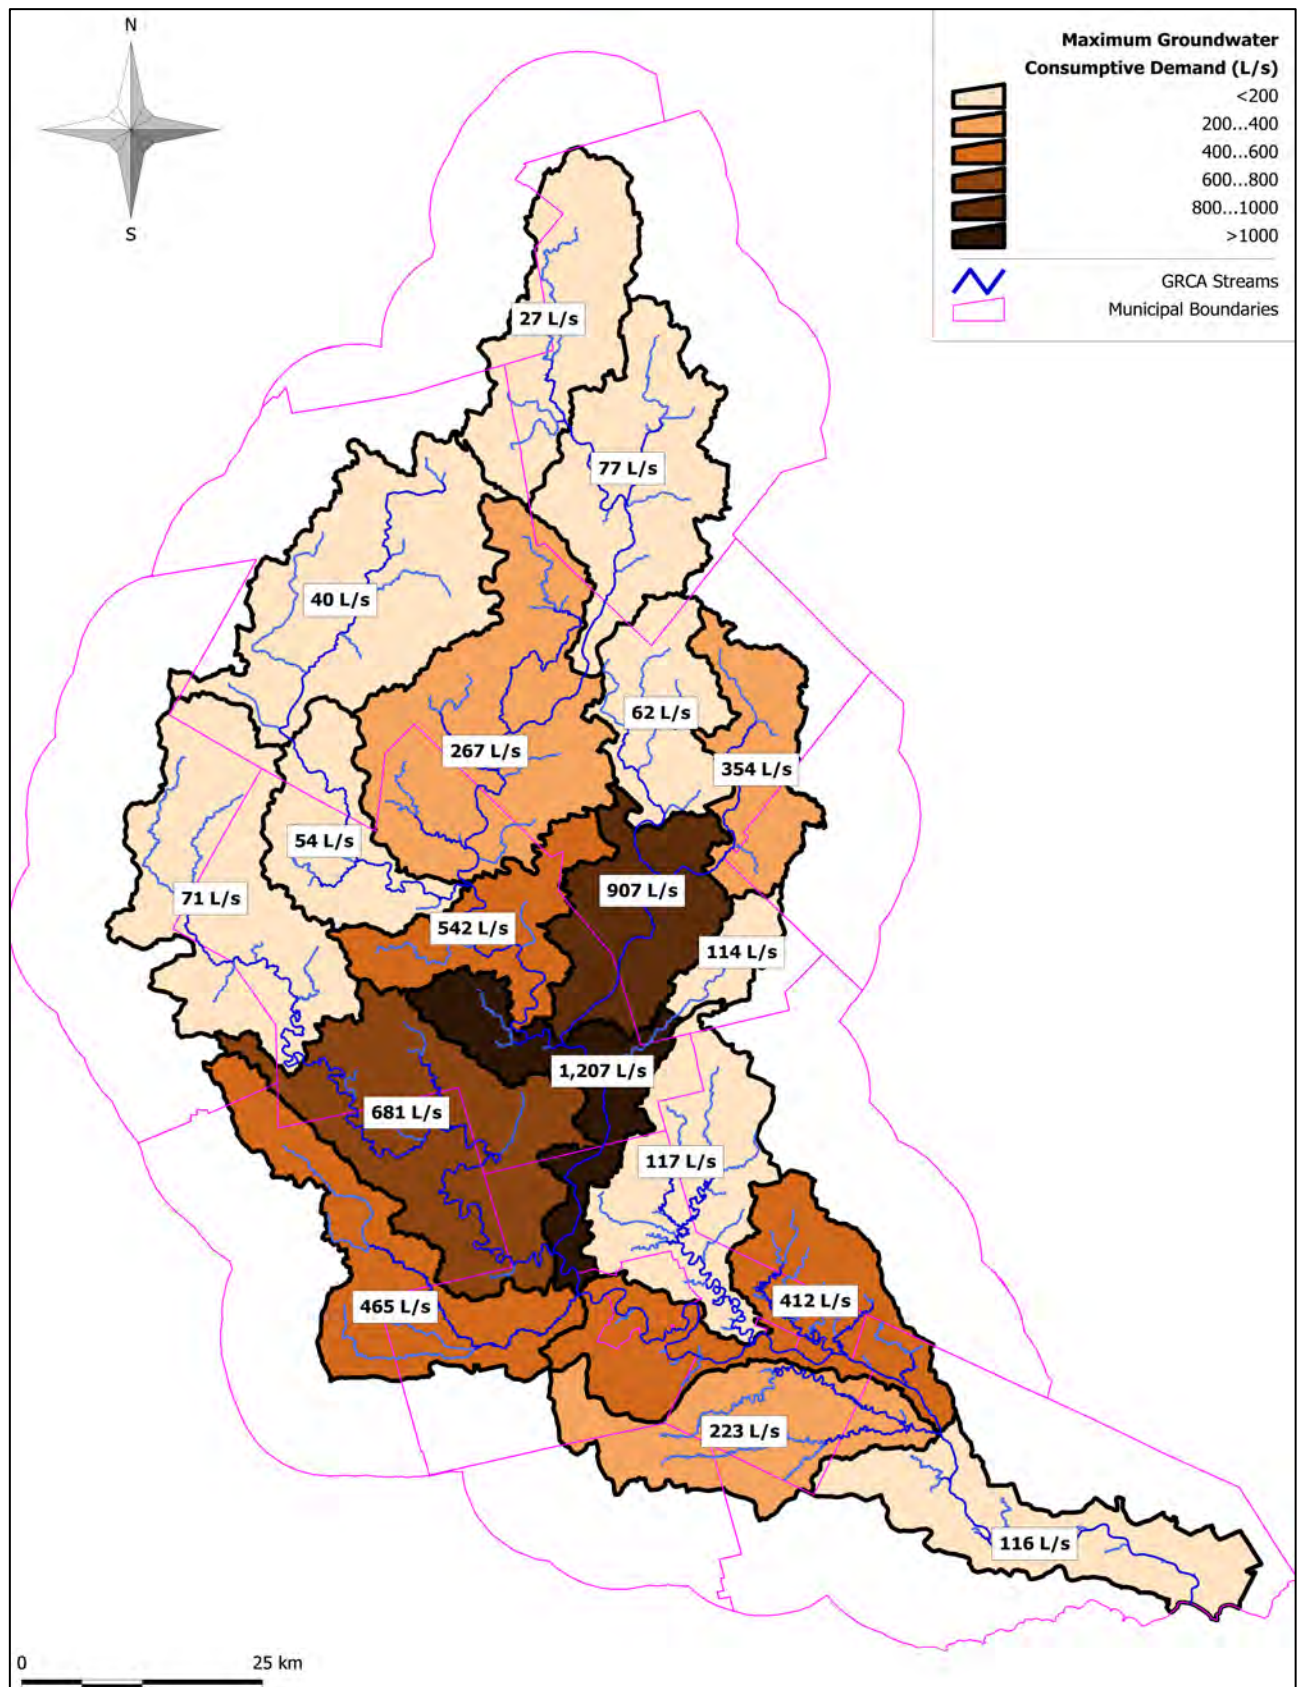 N
S
Maximum Groundwater
Consumptive Demand (L/s)
<200
200...400
400...600
600...800
800...1000
>1000
GRCA Streams
Municipal Boundaries
27 L/s
77 L/s
40 L/s
62 L/s
267 L/s
354 L/s
54 L/s
71 L/s
907 L/s
542 L/s
114 L/s
1,207 L/s
681 L/s
117 L/s
465 L/s
412 L/s
223 L/s
116 L/s
0 25 km